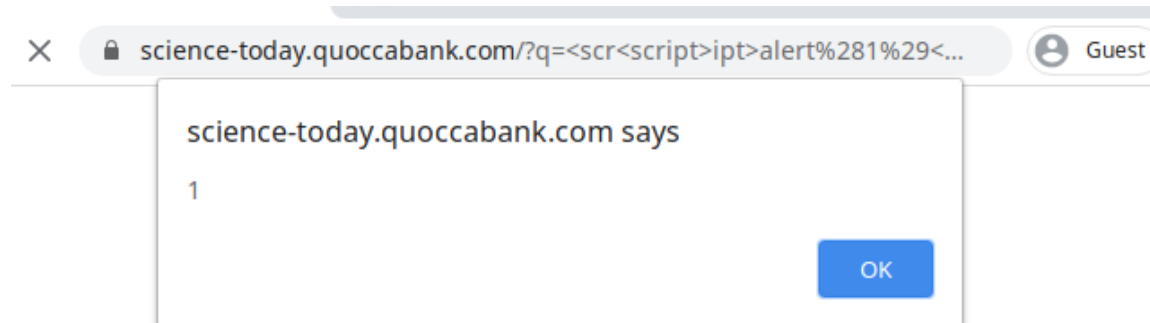 science-today.quoccabank.com/?q=<scr<script>ipt>alert%281%29<...
Guest
science-today.quoccabank.com says
1
OK